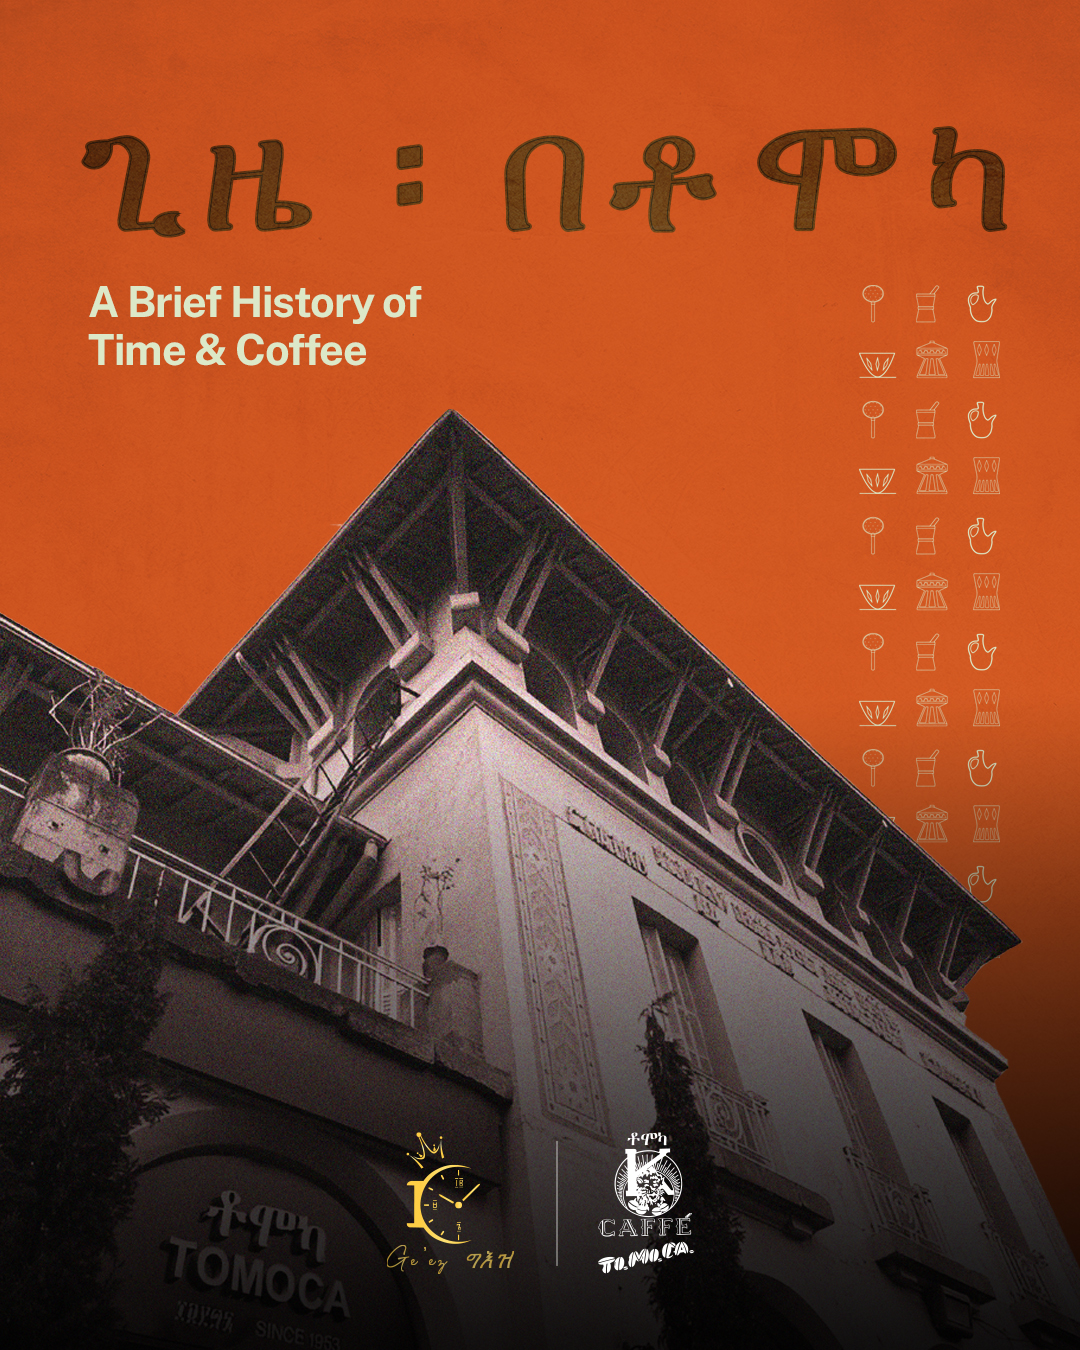 ጊዜ ፡ በቶሞካ
A Brief History of
Time & Coffee
ቶሞካ
TOMOCA
SINCE 1953
Ge'ez ግእዝ
ቶሞካ
K
CAFFÉ
TO.MO.CA.